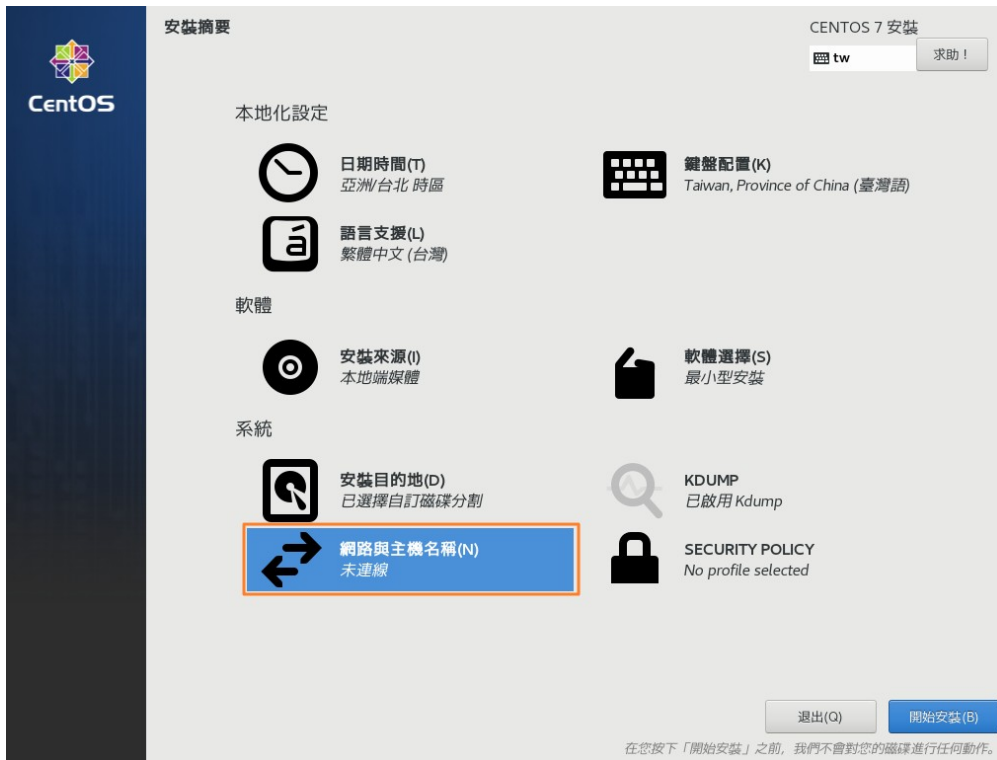 安裝摘要
CENTOS 7 安裝
tw
求助！
CentOS
本地化設定
日期時間(T)
亞洲/台北 時區
鍵盤配置(K)
Taiwan, Province of China (臺灣語)
語言支援(L)
繁體中文 (台灣)
軟體
安裝來源(I)
本地端媒體
軟體選擇(S)
最小型安裝
系統
安裝目的地(D)
已選擇自訂磁碟分割
KDUMP
已啟用 Kdump
網路與主機名稱(N)
未連線
SECURITY POLICY
No profile selected
退出(Q)
開始安裝(B)
在您按下「開始安裝」之前，我們不會對您的磁碟進行任何動作。